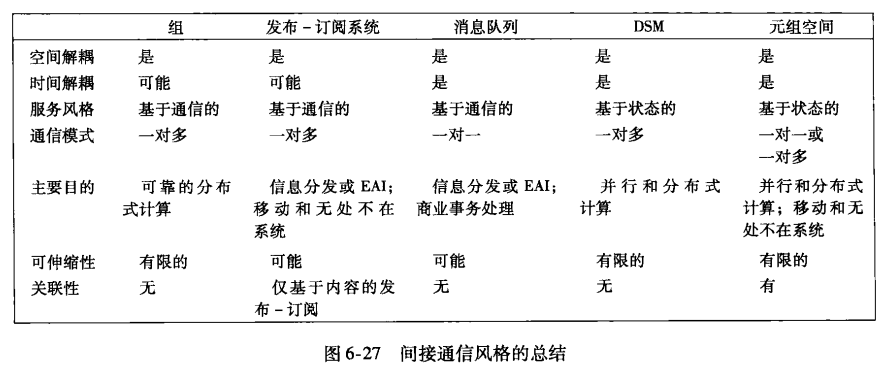 组 发布-订阅系统 消息队列 DSM 元组空间
空间解耦 是 是 是 是 是
时间解耦 可能 可能 是 是 是
服务风格 基于通信的 基于通信的 基于通信的 基于状态的 基于状态的
通信模式 一对多 一对多 一对一 一对多 一对一或
一对多
主要目的 可靠的分布 信息分发或 EAI; 信息分发或 EAI; 并行和分布式 并行和分布式
式计算 移动和无处不在 商业事务处理 计算 计算;移动和无
系统 处不在系统
可伸缩性 有限的 可能 可能 有限的 有限的
关联性 无 仅基于内容的发 无 无 有
布-订阅
图 6-27 间接通信风格的总结